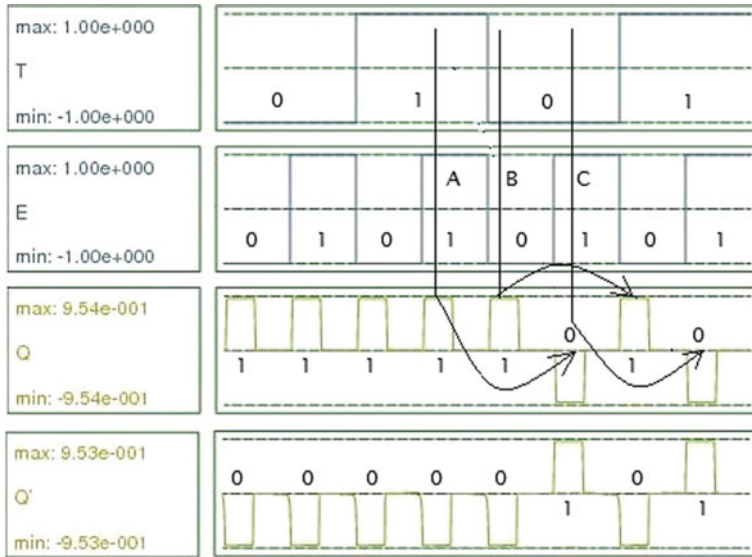 max: 1.00e+000
T
min: -1.00e+000
0 1 0 1
max: 1.00e+000
E
min: -1.00e+000
A B C
0 1 0 1 0 1 0 1
max: 9.54e-001
Q
min: -9.54e-001
0 0
1 1 1 1 1 1
max: 9.53e-001
Q'
min: -9.53e-001
0 0 0 0 0 0
1 1